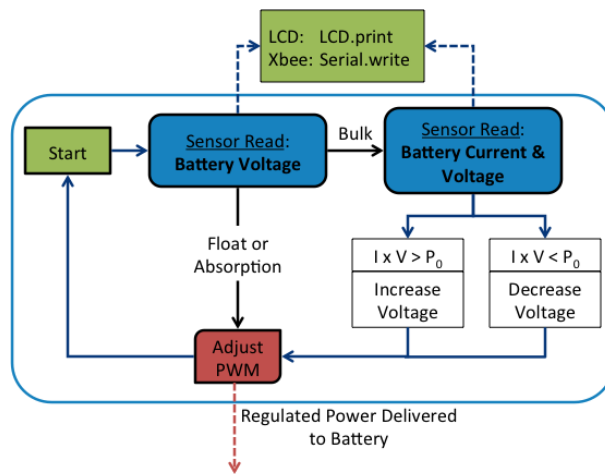 LCD: LCD.print
Xbee: Serial.write
Start
Sensor Read:
Battery Voltage
Bulk
Sensor Read:
Battery Current &
Voltage
Float or
Absorption
I x V > P₀
Increase
Voltage
I x V < P₀
Decrease
Voltage
Adjust
PWM
Regulated Power Delivered
to Battery